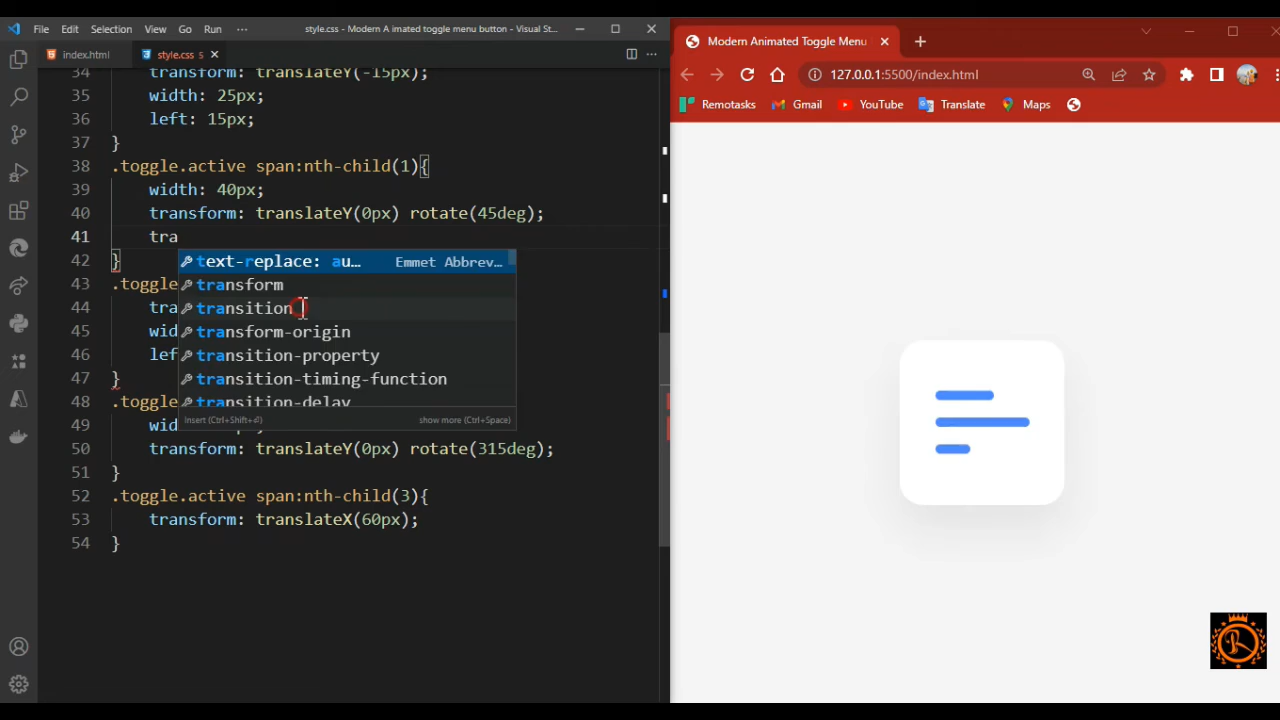 File Edit Selection View Go Run ··· style.css - Modern A imated toggle menu button - Visual St...
index.html style.css 5
34 transform: translateY(-15px);
35 width: 25px;
36 left: 15px;
37 }
38 .toggle.active span:nth-child(1){
39 width: 40px;
40 transform: translateY(0px) rotate(45deg);
41 tra
42 }
text-replace: au... Emmet Abbrev...
43 .toggle
transform
44 tra
transition
45 wid
transform-origin
46 lef
transition-property
47 }
transition-timing-function
48 .toggle
transition-delay
insert (Ctrl+Shift+⏎) show more (Ctrl+Space)
49 wid
50 transform: translateY(0px) rotate(315deg);
51 }
52 .toggle.active span:nth-child(3){
53 transform: translateX(60px);
54 }
Modern Animated Toggle Menu
127.0.0.1:5500/index.html
Remotasks Gmail YouTube Translate Maps